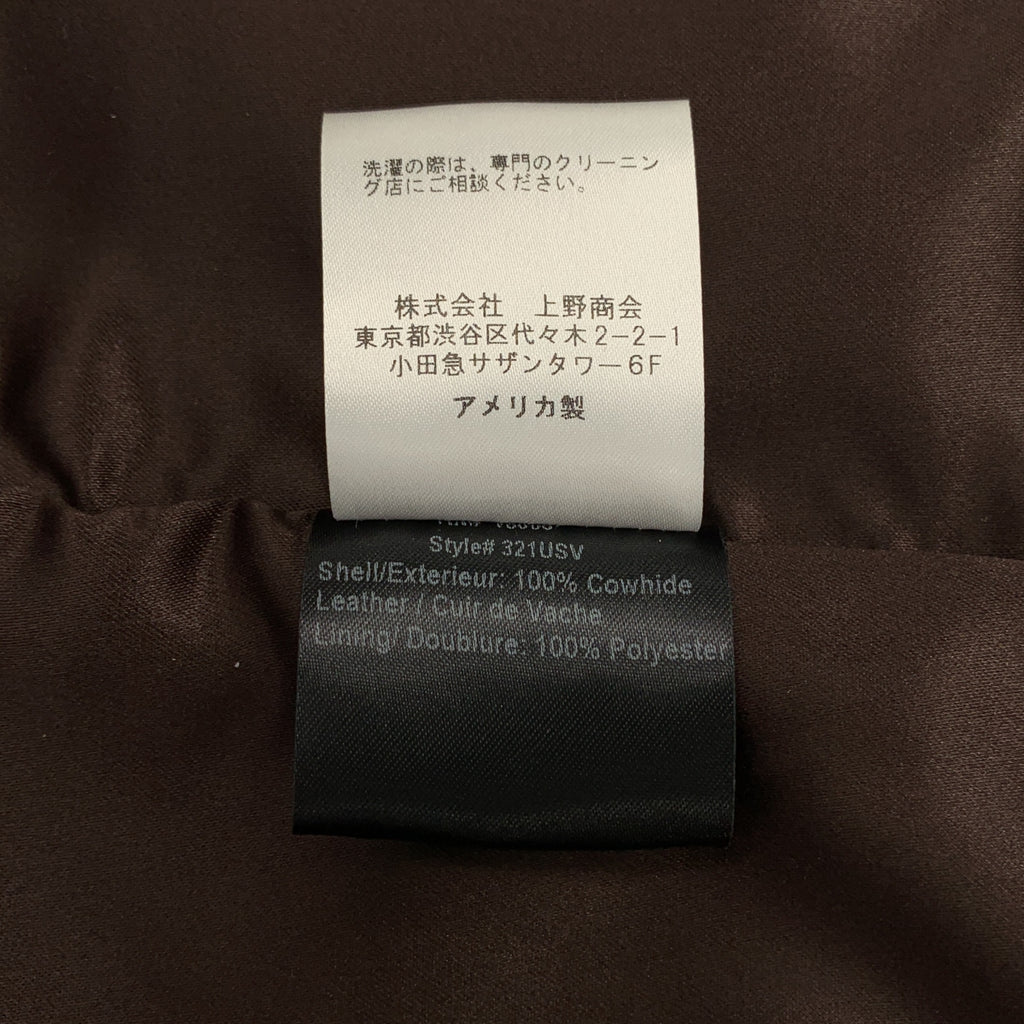 洗濯の際は、専門のクリーニン
グ店にご相談ください。
株式会社　上野商会
東京都渋谷区代々木2-2-1
小田急サザンタワー6F
アメリカ製
Style# 321USV
Shell/Exterieur: 100% Cowhide
Leather / Cuir de Vache
Lining/ Doublure: 100% Polyester